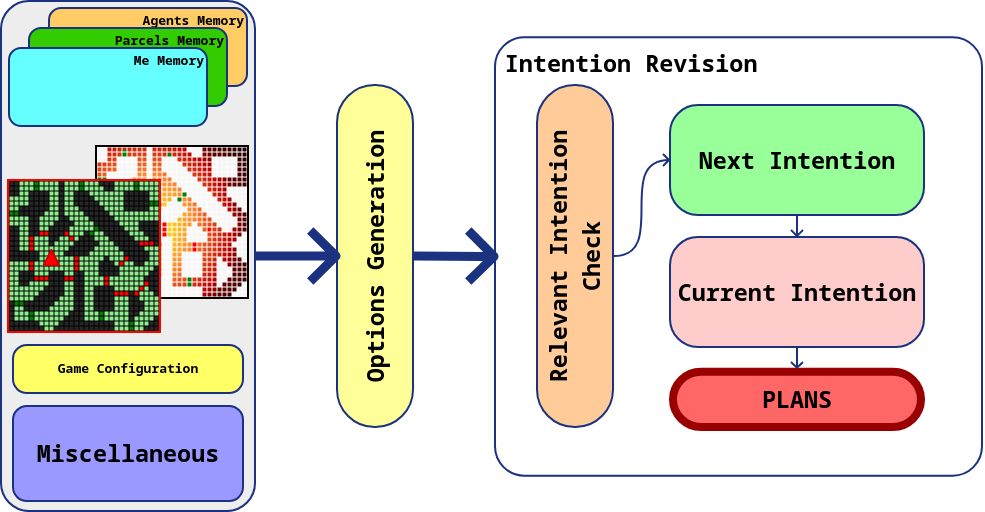 Agents Memory
Parcels Memory
Me Memory
Game Configuration
Miscellaneous
Options Generation
Intention Revision
Relevant Intention
Check
Next Intention
Current Intention
PLANS